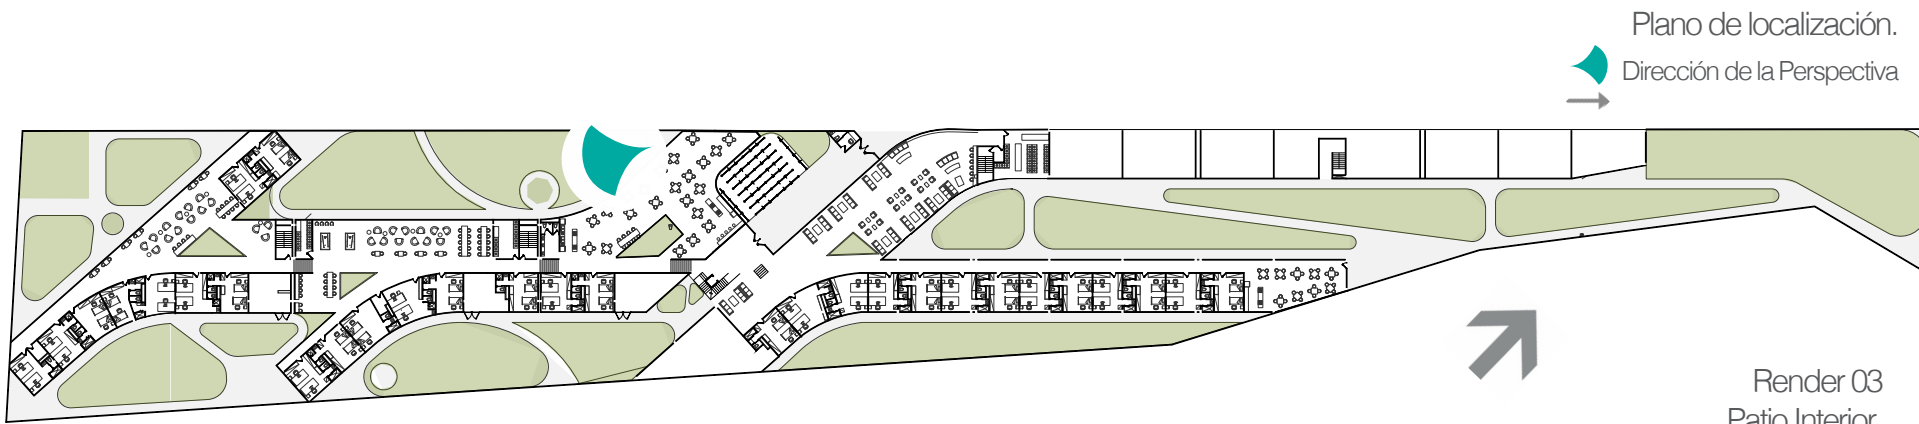 Plano de localización.
Dirección de la Perspectiva
Render 03
Patio Interior